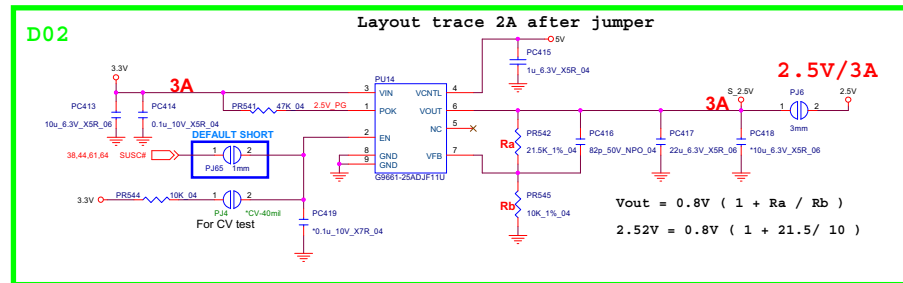 Layout trace 2A after jumper
D02
5V
PC415
1u_6.3V_X5R_04
3.3V
3A
PU14
2.5V/3A
3 VIN VCNTL 4
1 POK VOUT 6
2 EN NC 5
8 GND VFB 7
9 GND
G9661-25ADJF11U
PC413
10u_6.3V_X5R_06
PC414
0.1u_10V_X5R_04
PR541 47K_04 2.5V_PG
DEFAULT SHORT
38,44,61,64 SUSC# 1 2
PJ65 1mm
3.3V PR544 10K_04 1 2
PJ4 *CV-40mil
For CV test
PC419
*0.1u_10V_X7R_04
3A
S_2.5V
PJ6
1 2
2.5V
3mm
Ra
PR542
21.5K_1%_04
PC416
82p_50V_NPO_04
PC417
22u_6.3V_X5R_06
PC418
*10u_6.3V_X5R_06
Rb
PR545
10K_1%_04
Vout = 0.8V ( 1 + Ra / Rb )
2.52V = 0.8V ( 1 + 21.5/ 10 )